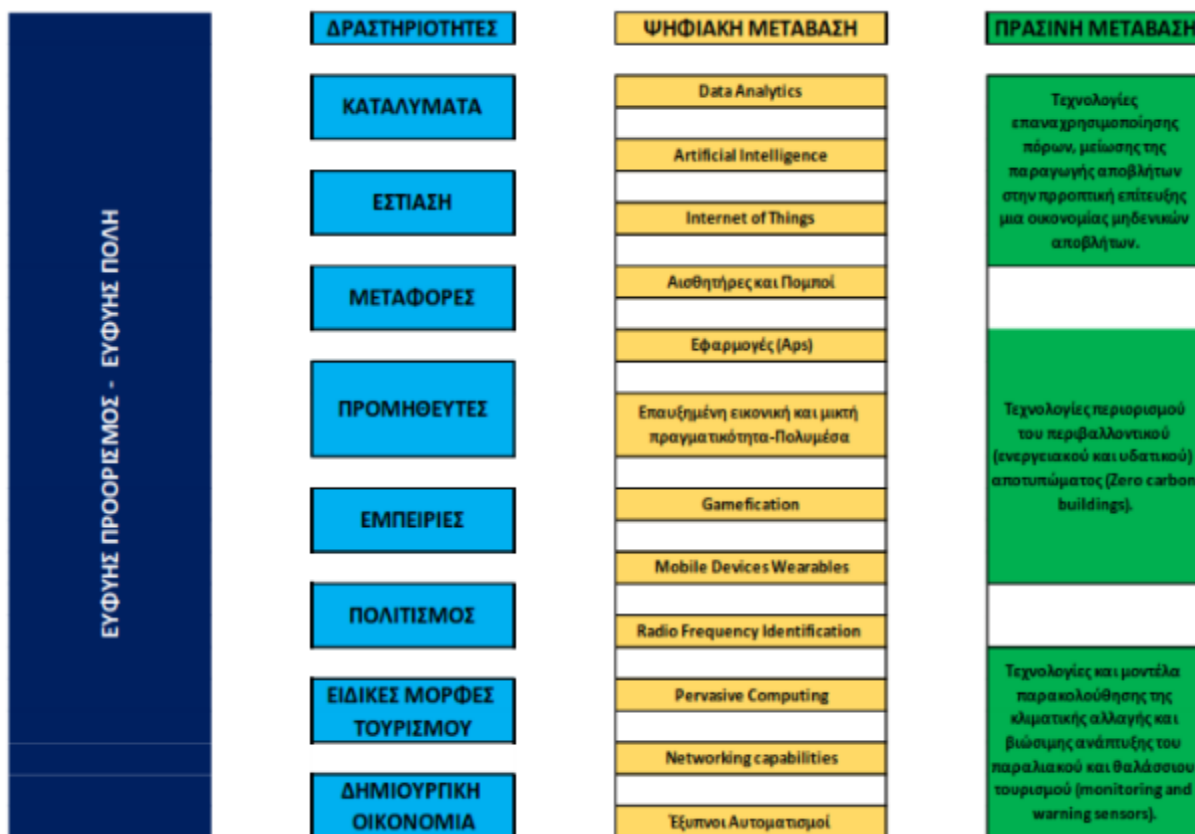 ΕΥΦΥΗΣ ΠΡΟΟΡΙΣΜΟΣ - ΕΥΦΥΗΣ ΠΟΛΗ
ΔΡΑΣΤΗΡΙΟΤΗΤΕΣ
ΚΑΤΑΛΥΜΑΤΑ
ΕΣΤΙΑΣΗ
ΜΕΤΑΦΟΡΕΣ
ΠΡΟΜΗΘΕΥΤΕΣ
ΕΜΠΕΙΡΙΕΣ
ΠΟΛΙΤΙΣΜΟΣ
ΕΙΔΙΚΕΣ ΜΟΡΦΕΣ
ΤΟΥΡΙΣΜΟΥ
ΔΗΜΙΟΥΡΓΙΚΗ
ΟΙΚΟΝΟΜΙΑ
ΨΗΦΙΑΚΗ ΜΕΤΑΒΑΣΗ
Data Analytics
Artificial Intelligence
Internet of Things
Αισθητήρες και Πομποί
Εφαρμογές (Aps)
Επαυξημένη εικονική και μικτή
πραγματικότητα-Πολυμέσα
Gamefication
Mobile Devices Wearables
Radio Frequency Identification
Pervasive Computing
Networking capabilities
Έξυπνοι Αυτοματισμοί
ΠΡΑΣΙΝΗ ΜΕΤΑΒΑΣΗ
Τεχνολογίες
επαναχρησιμοποίησης
πόρων, μείωσης της
παραγωγής αποβλήτων
στην πρροπτική επίτευξης
μια οικονομίας μηδενικών
αποβλήτων.
Τεχνολογίες περιορισμού
του περιβαλλοντικού
(ενεργειακού και υδατικού)
αποτυπώματος (Zero carbon
buildings).
Τεχνολογίες και μοντέλα
παρακολούθησης της
κλιματικής αλλαγής και
βιώσιμης ανάπτυξης του
παραλιακού και θαλάσσιου
τουρισμού (monitoring and
warning sensors).